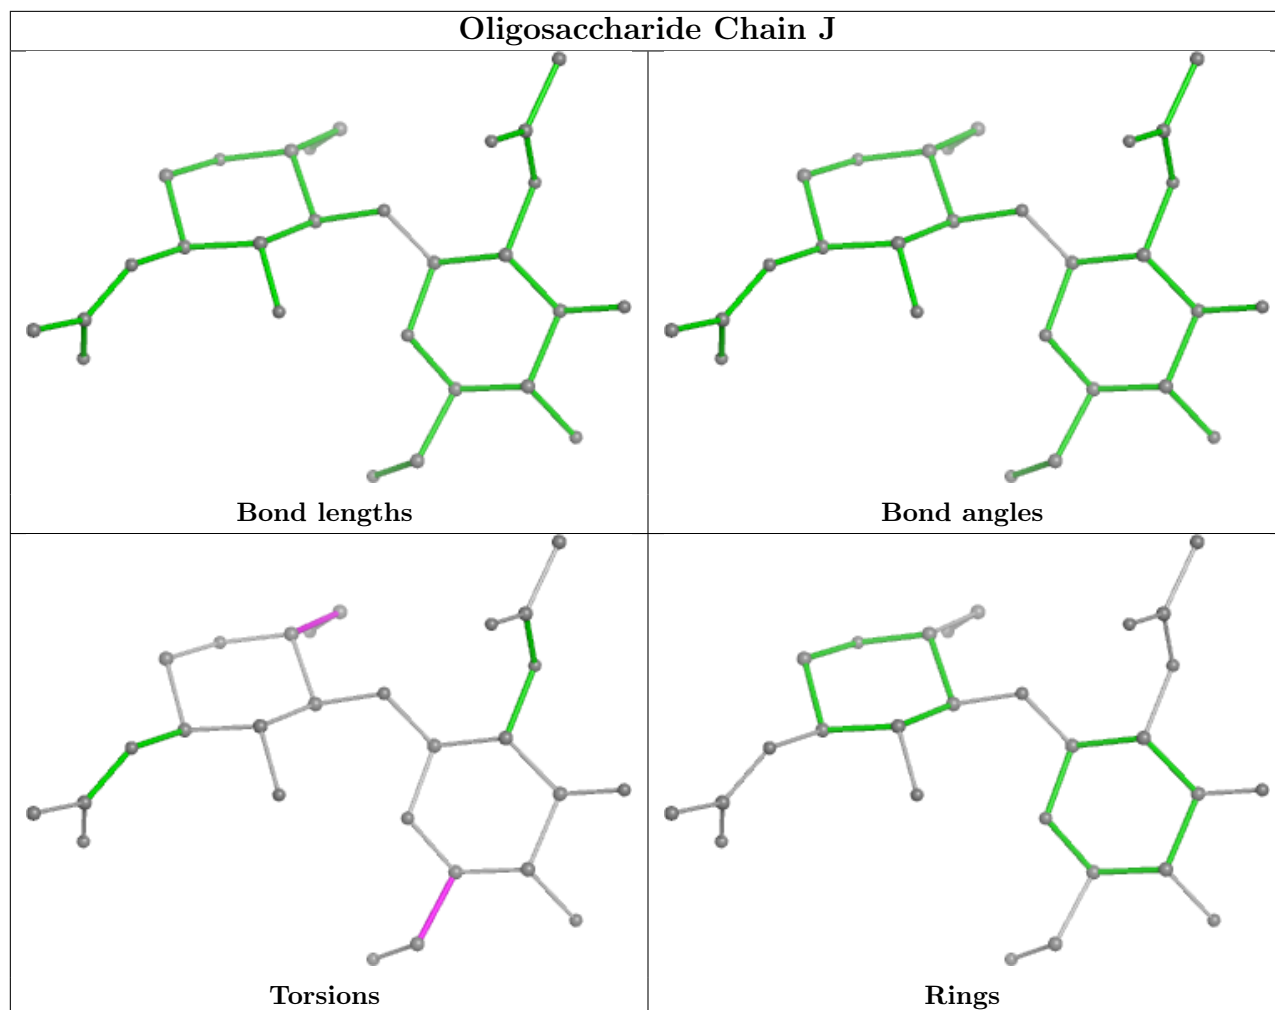 Oligosaccharide Chain J
Bond lengths
Bond angles
Torsions
Rings